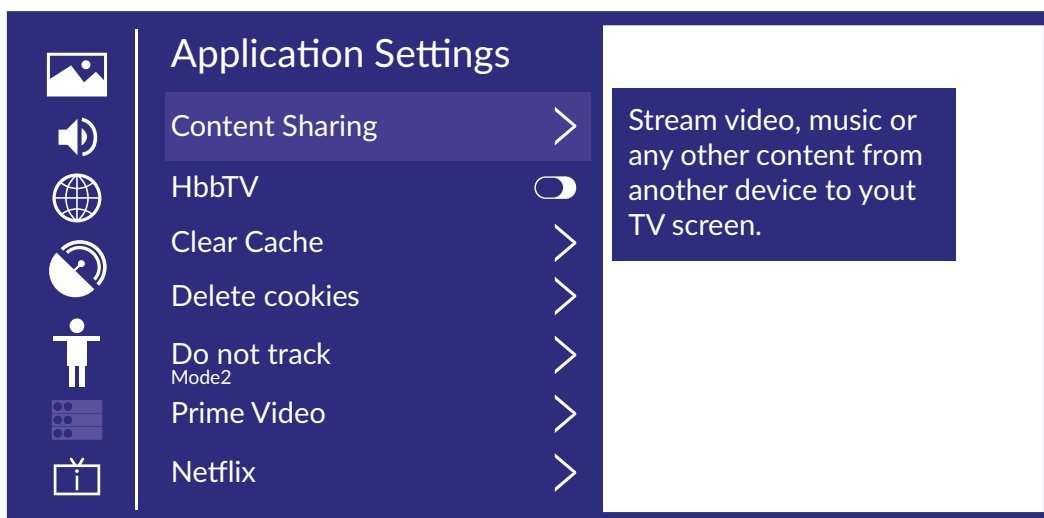 Application Settings
Content Sharing
HbbTV
Clear Cache
Delete cookies
Do not track
Mode2
Prime Video
Netflix
Stream video, music or
any other content from
another device to yout
TV screen.